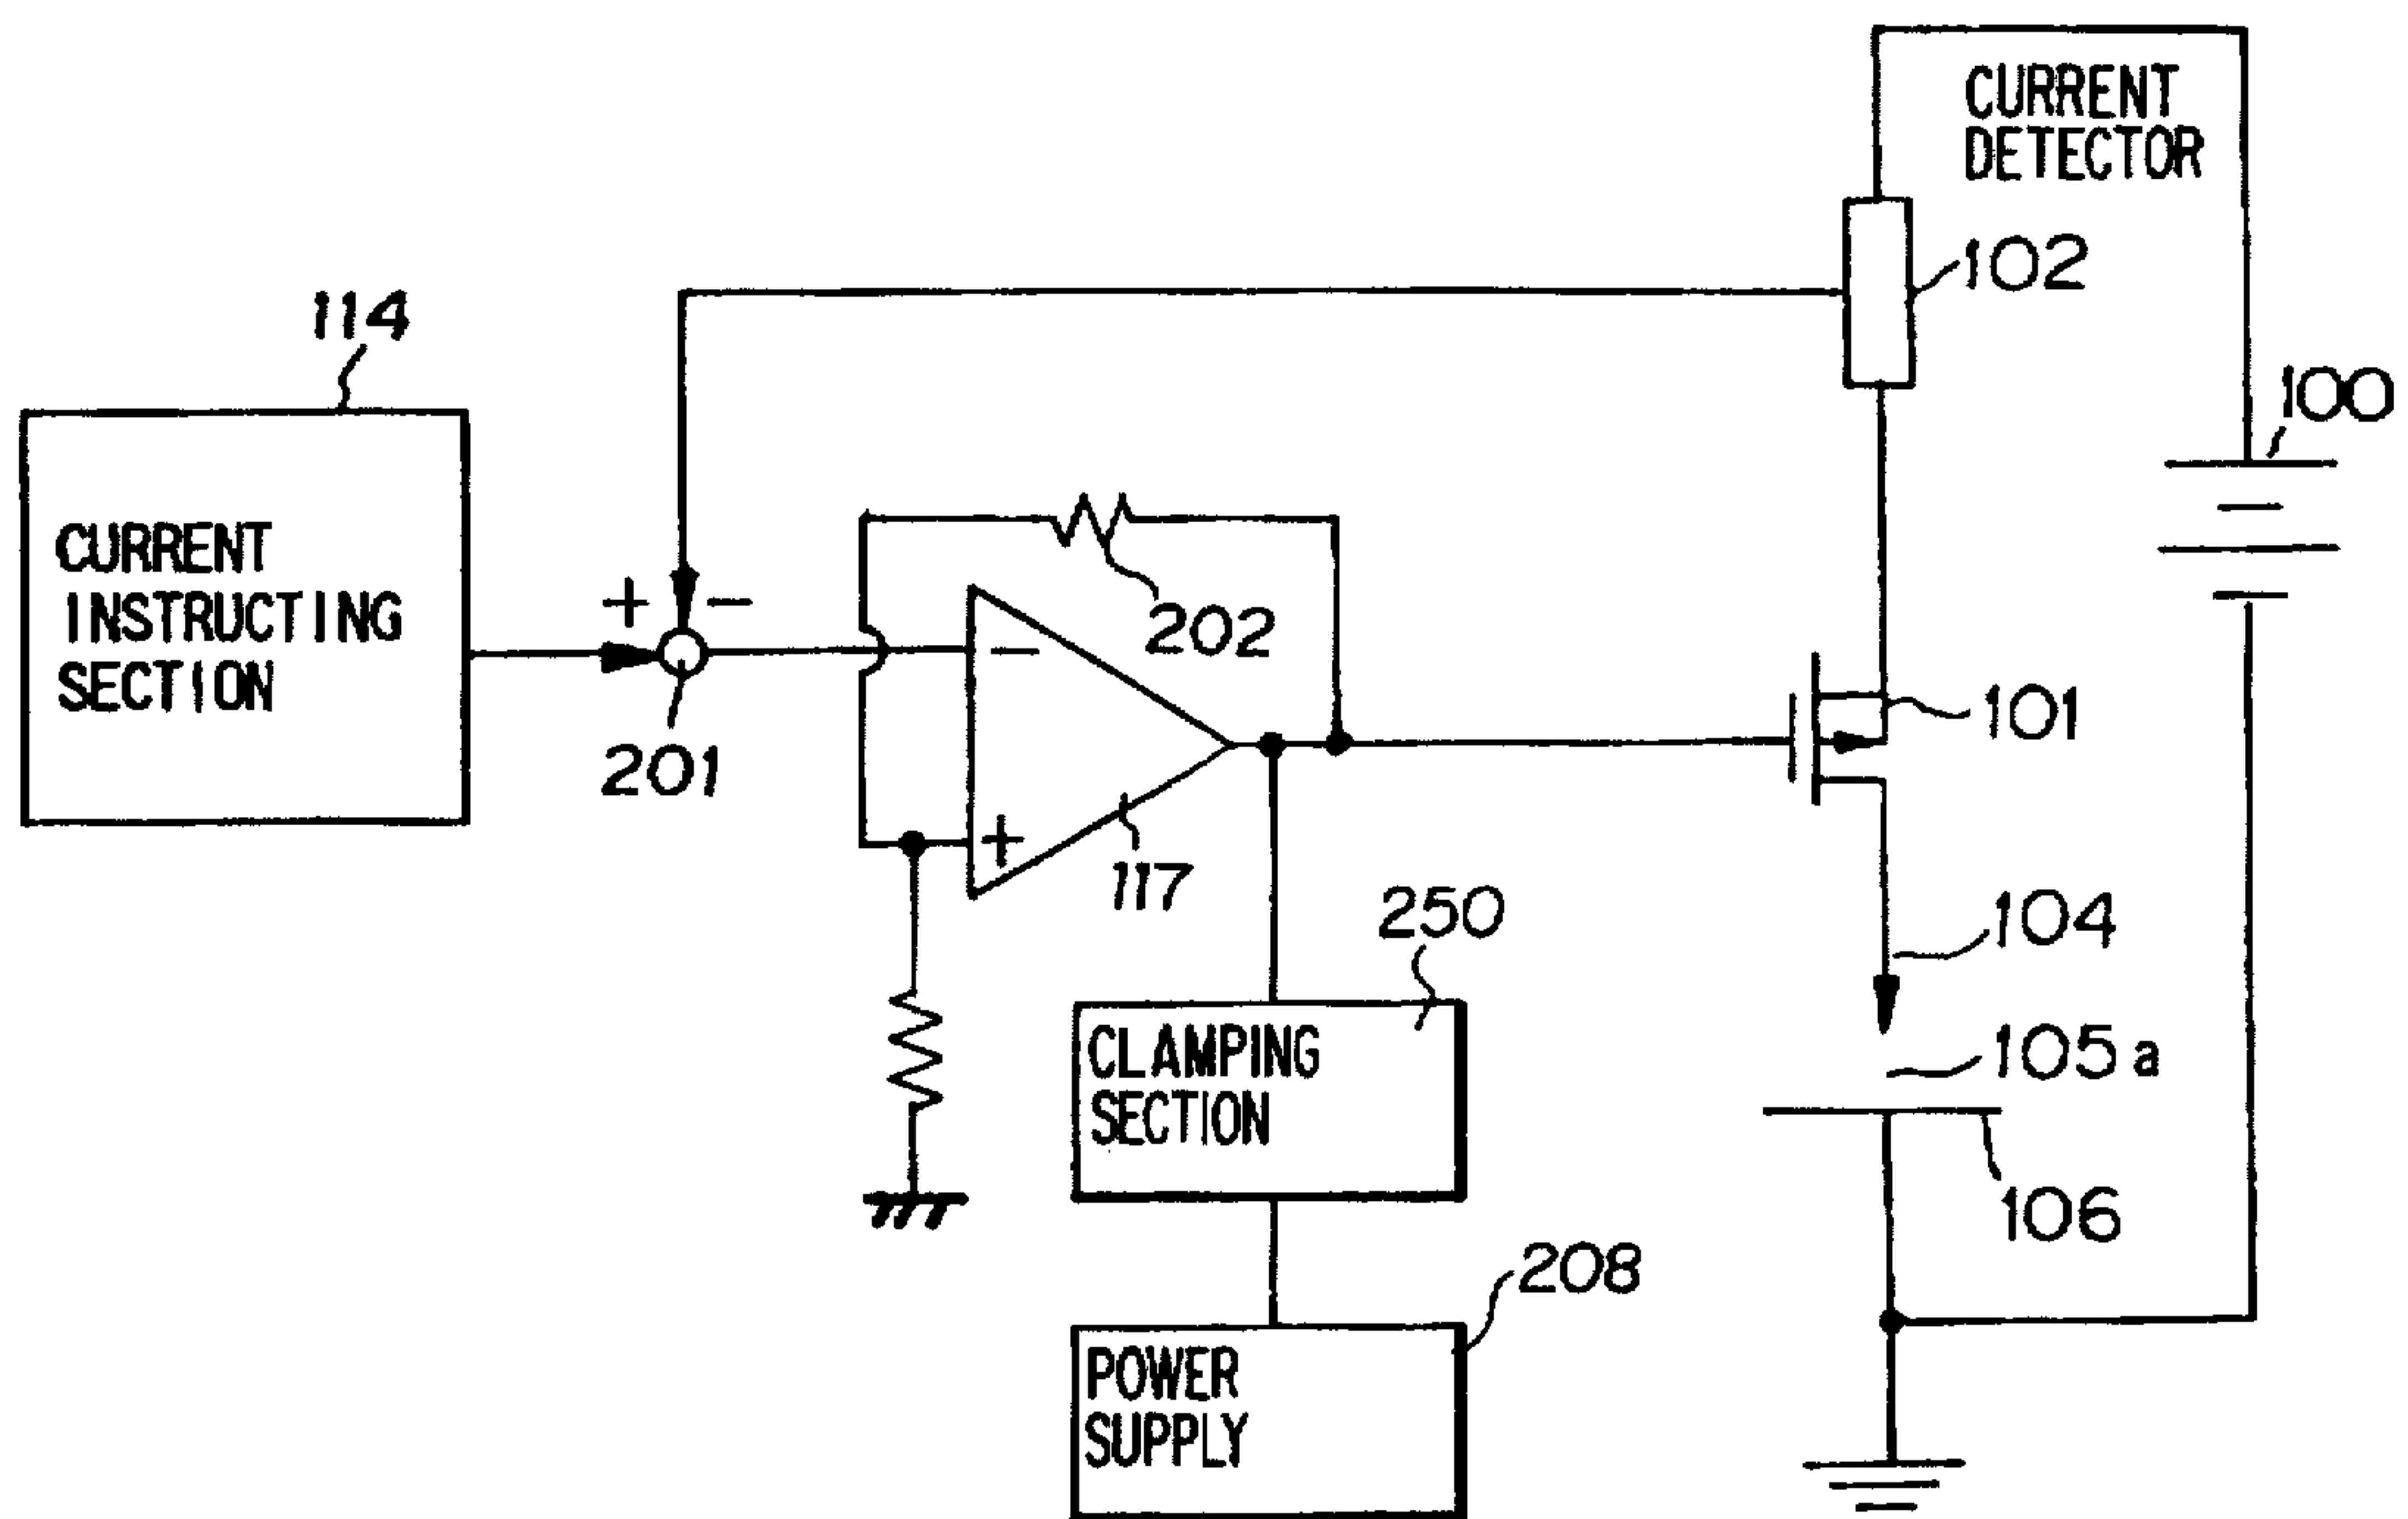 CURRENT
DETECTOR
102
114
100
CURRENT
INSTRUCTING
SECTION
+ −
202
−
201
101
+
117
250
104
CLAMPING
SECTION
105a
106
208
POWER
SUPPLY